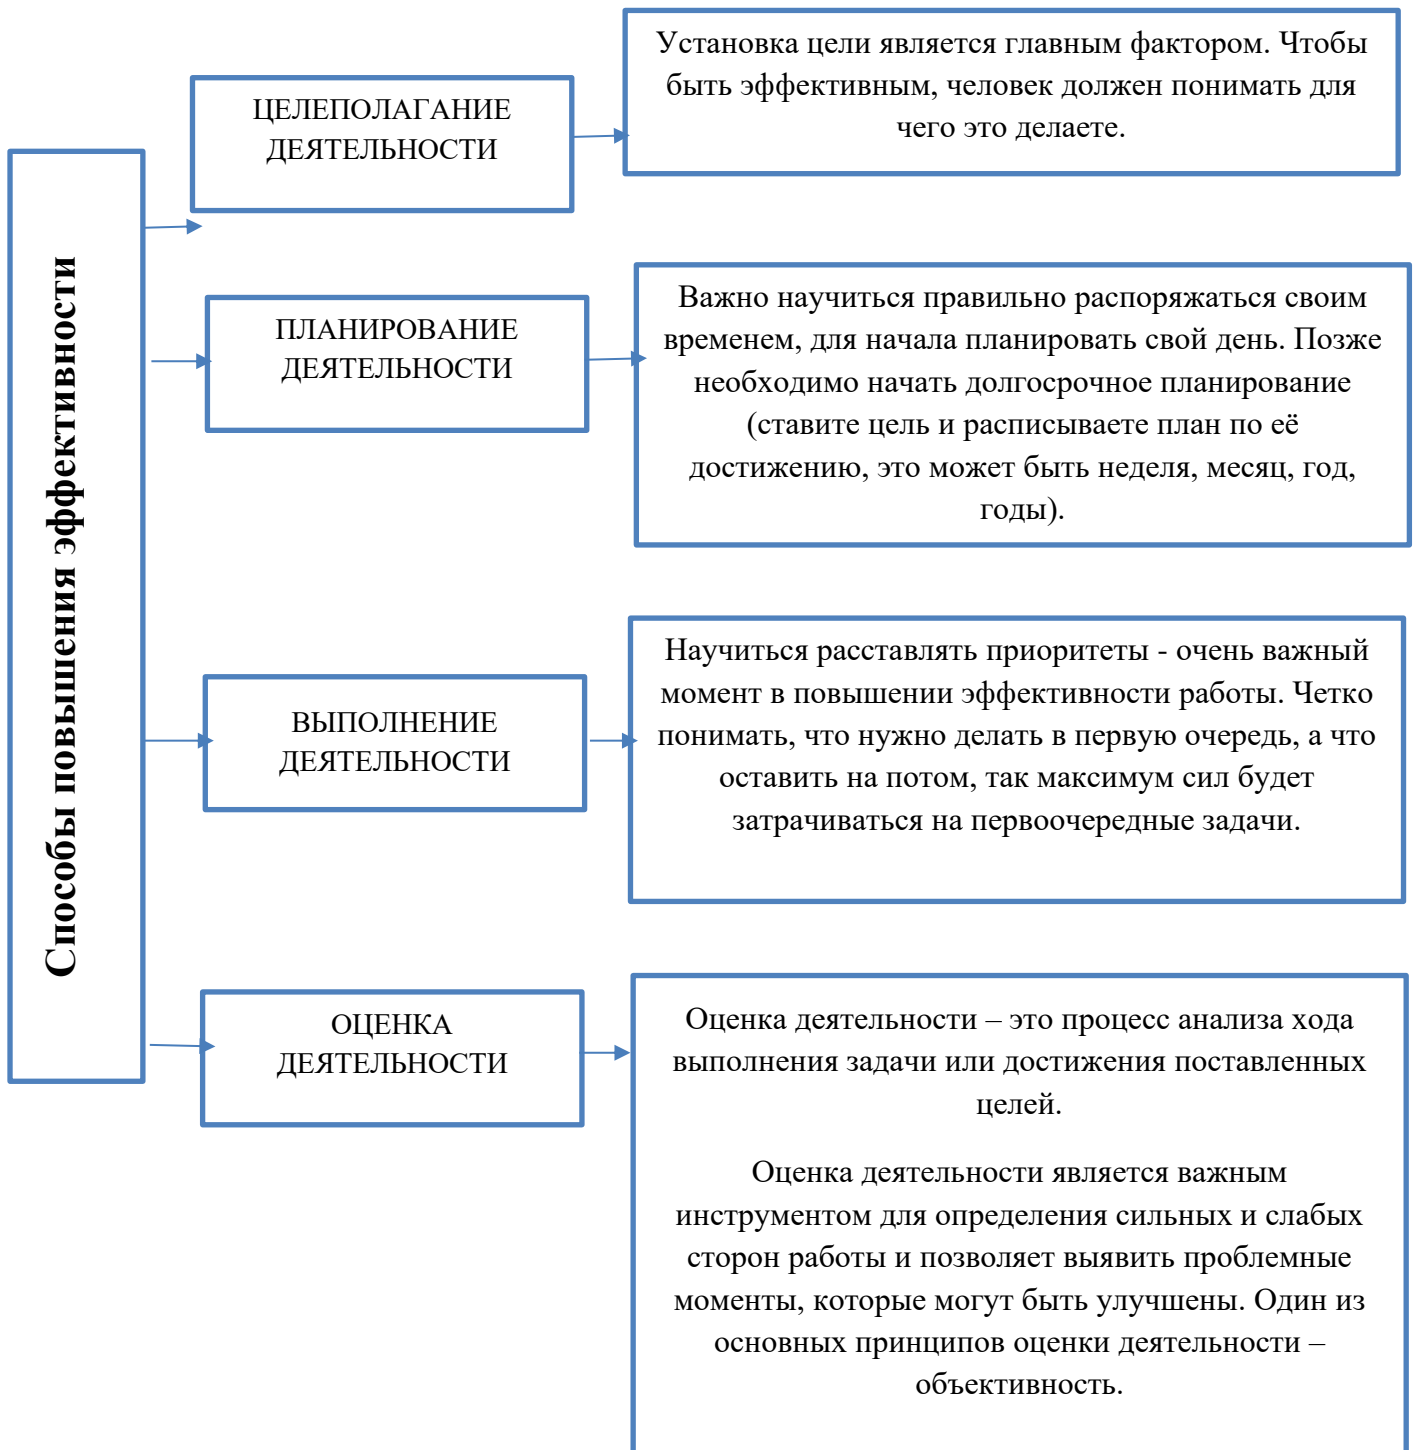 Способы повышения эффективности
ЦЕЛЕПОЛАГАНИЕ
ДЕЯТЕЛЬНОСТИ
Установка цели является главным фактором. Чтобы
быть эффективным, человек должен понимать для
чего это делаете.
ПЛАНИРОВАНИЕ
ДЕЯТЕЛЬНОСТИ
Важно научиться правильно распоряжаться своим
временем, для начала планировать свой день. Позже
необходимо начать долгосрочное планирование
(ставите цель и расписываете план по её
достижению, это может быть неделя, месяц, год,
годы).
ВЫПОЛНЕНИЕ
ДЕЯТЕЛЬНОСТИ
Научиться расставлять приоритеты - очень важный
момент в повышении эффективности работы. Четко
понимать, что нужно делать в первую очередь, а что
оставить на потом, так максимум сил будет
затрачиваться на первоочередные задачи.
ОЦЕНКА
ДЕЯТЕЛЬНОСТИ
Оценка деятельности – это процесс анализа хода
выполнения задачи или достижения поставленных
целей.
Оценка деятельности является важным
инструментом для определения сильных и слабых
сторон работы и позволяет выявить проблемные
моменты, которые могут быть улучшены. Один из
основных принципов оценки деятельности –
объективность.